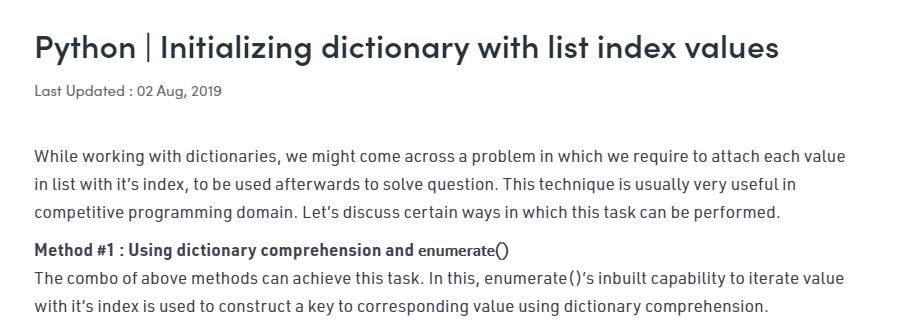 Python | Initializing dictionary with list index values
Last Updated : 02 Aug, 2019
While working with dictionaries, we might come across a problem in which we require to attach each value
in list with it’s index, to be used afterwards to solve question. This technique is usually very useful in
competitive programming domain. Let’s discuss certain ways in which this task can be performed.
Method #1 : Using dictionary comprehension and enumerate()
The combo of above methods can achieve this task. In this, enumerate()’s inbuilt capability to iterate value
with it’s index is used to construct a key to corresponding value using dictionary comprehension.